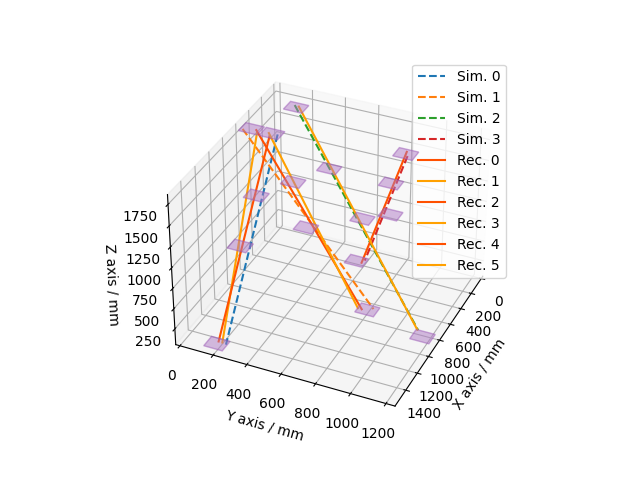 Sim. 0
Sim. 1
Sim. 2
Sim. 3
Rec. 0
Rec. 1
Rec. 2
Rec. 3
Rec. 4
Rec. 5
1750
1500
1250
1000
750
500
250
Z axis / mm
0
200
400
600
800
1000
1200
Y axis / mm
0
200
400
600
800
1000
1200
1400
X axis / mm